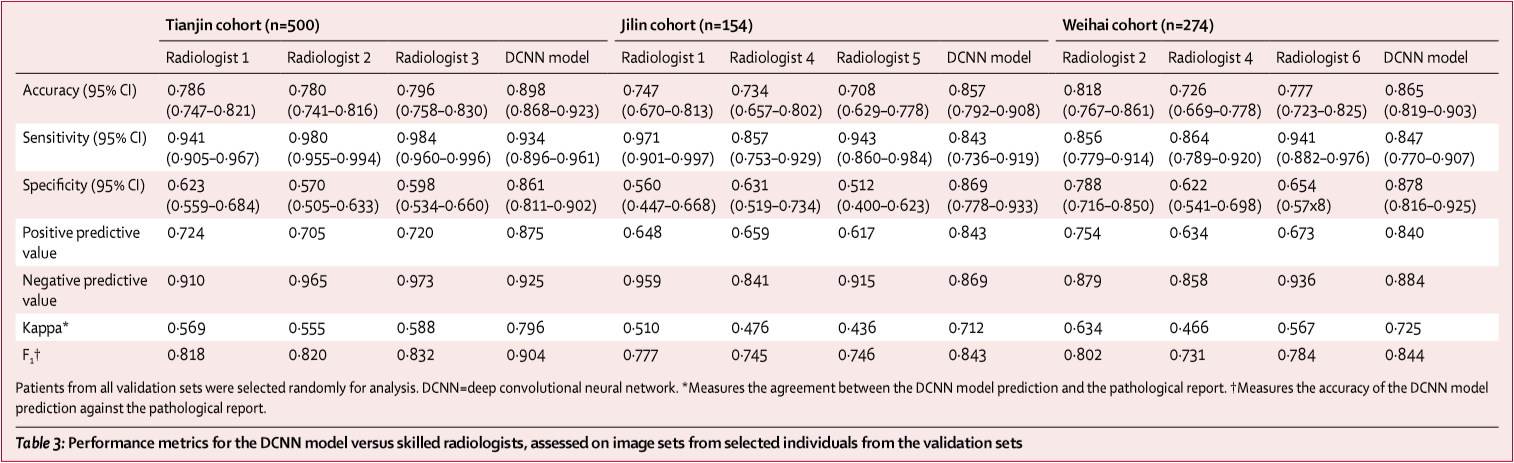 Tianjin cohort (n=500) Jilin cohort (n=154) Weihai cohort (n=274)
Radiologist 1 Radiologist 2 Radiologist 3 DCNN model Radiologist 1 Radiologist 4 Radiologist 5 DCNN model Radiologist 2 Radiologist 4 Radiologist 6 DCNN model
Accuracy (95% CI) 0·786 0·780 0·796 0·898 0·747 0·734 0·708 0·857 0·818 0·726 0·777 0·865
(0·747–0·821) (0·741–0·816) (0·758–0·830) (0·868–0·923) (0·670–0·813) (0·657–0·802) (0·629–0·778) (0·792–0·908) (0·767–0·861) (0·669–0·778) (0·723–0·825) (0·819–0·903)
Sensitivity (95% CI) 0·941 0·980 0·984 0·934 0·971 0·857 0·943 0·843 0·856 0·864 0·941 0·847
(0·905–0·967) (0·955–0·994) (0·960–0·996) (0·896–0·961) (0·901–0·997) (0·753–0·929) (0·860–0·984) (0·736–0·919) (0·779–0·914) (0·789–0·920) (0·882–0·976) (0·770–0·907)
Specificity (95% CI) 0·623 0·570 0·598 0·861 0·560 0·631 0·512 0·869 0·788 0·622 0·654 0·878
(0·559–0·684) (0·505–0·633) (0·534–0·660) (0·811–0·902) (0·447–0·668) (0·519–0·734) (0·400–0·623) (0·778–0·933) (0·716–0·850) (0·541–0·698) (0·57x8) (0·816–0·925)
Positive predictive 0·724 0·705 0·720 0·875 0·648 0·659 0·617 0·843 0·754 0·634 0·673 0·840
value
Negative predictive 0·910 0·965 0·973 0·925 0·959 0·841 0·915 0·869 0·879 0·858 0·936 0·884
value
Kappa* 0·569 0·555 0·588 0·796 0·510 0·476 0·436 0·712 0·634 0·466 0·567 0·725
F1† 0·818 0·820 0·832 0·904 0·777 0·745 0·746 0·843 0·802 0·731 0·784 0·844
Patients from all validation sets were selected randomly for analysis. DCNN=deep convolutional neural network. *Measures the agreement between the DCNN model prediction and the pathological report. †Measures the accuracy of the DCNN model
prediction against the pathological report.
Table 3: Performance metrics for the DCNN model versus skilled radiologists, assessed on image sets from selected individuals from the validation sets